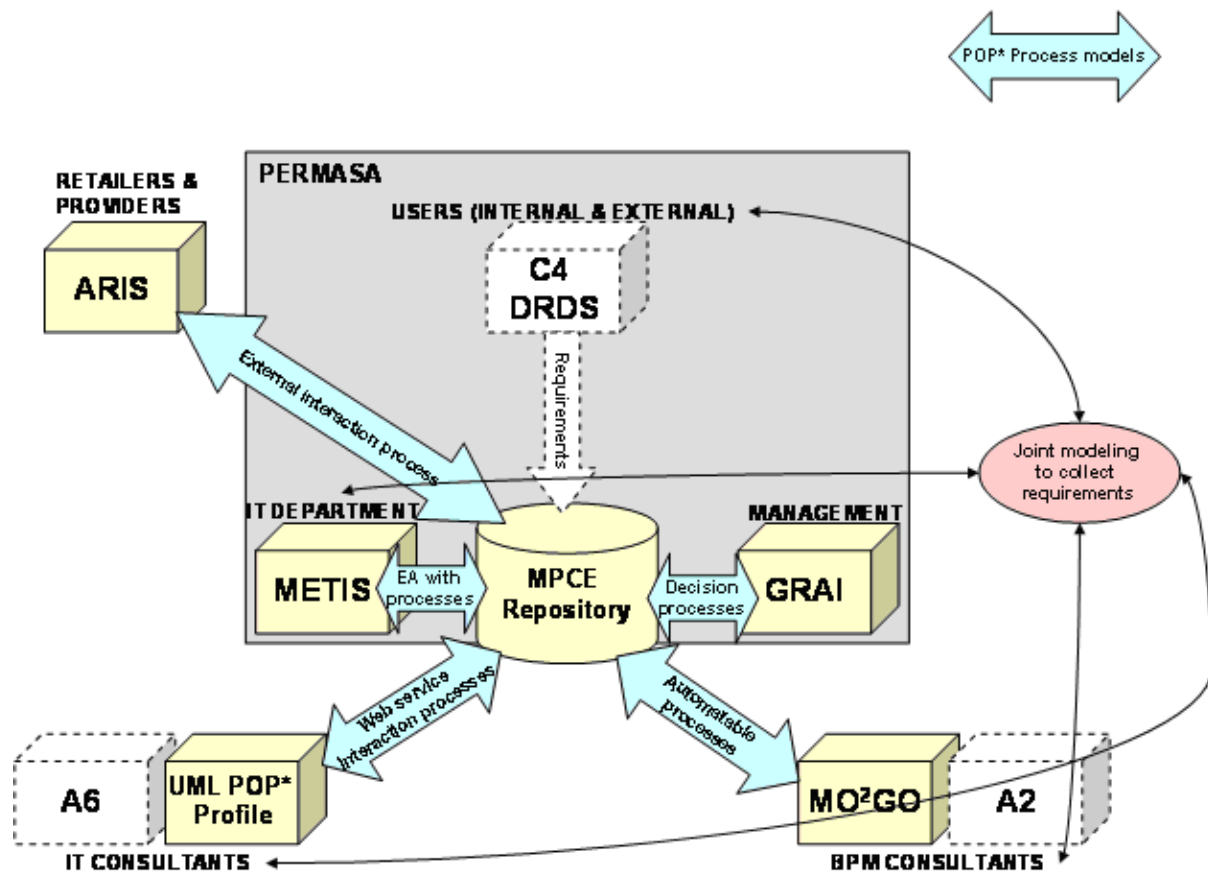 POP* Process models
PERMASA
RETAILERS &
PROVIDERS
USERS (INTERNAL & EXTERNAL)
ARIS
C4
DRDS
Requirements
External interaction process
Joint modeling
to collect
requirements
IT DEPARTMENT
MANAGEMENT
METIS
EA with
processes
MPCE
Repository
Decision
processes
GRAI
Web service
Interaction processes
Automatable
processes
A6
UML POP*
Profile
MO²GO
A2
IT CONSULTANTS
BPM CONSULTANTS